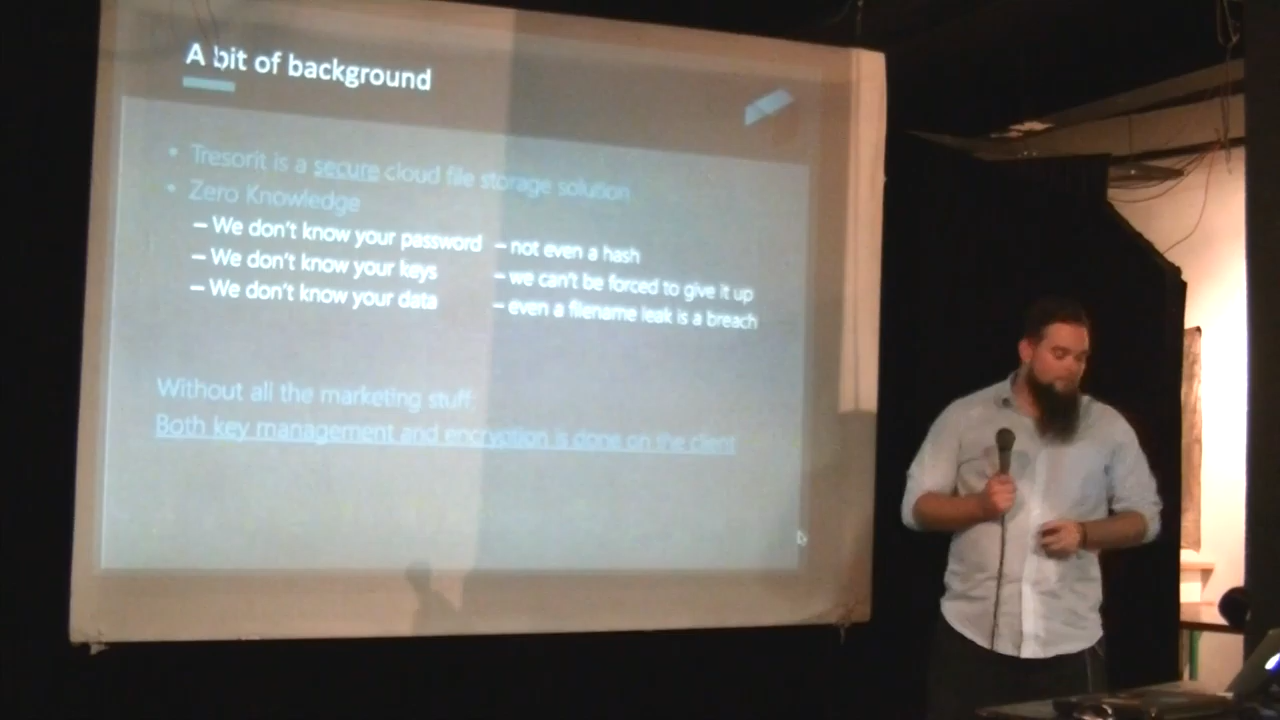 A bit of background
• Tresorit is a secure cloud file storage solution
• Zero Knowledge
– We don't know your password – not even a hash
– We don't know your keys – we can't be forced to give it up
– We don't know your data – even a filename leak is a breach
Without all the marketing stuff:
Both key management and encryption is done on the client